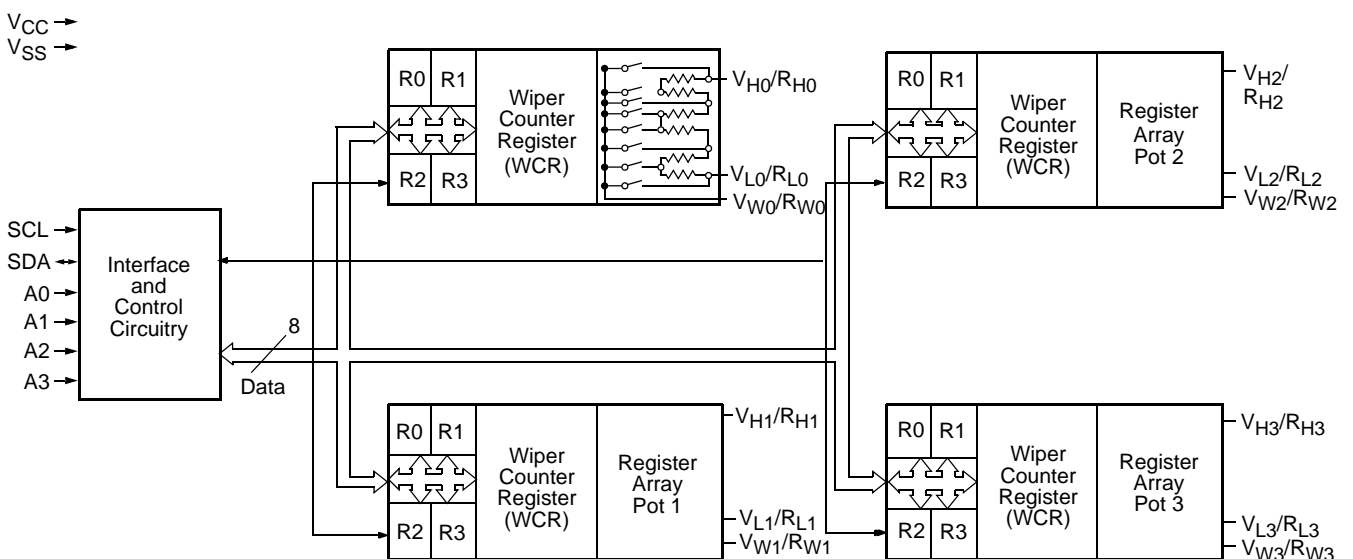 VCC
VSS
R0 R1
R2 R3
Wiper
Counter
Register
(WCR)
VH0/RH0
VL0/RL0
VW0/RW0
R0 R1
R2 R3
Wiper
Counter
Register
(WCR)
Register
Array
Pot 2
VH2/
RH2
VL2/RL2
VW2/RW2
SCL
SDA
A0
A1
A2
A3
Interface
and
Control
Circuitry
8
Data
R0 R1
R2 R3
Wiper
Counter
Register
(WCR)
Register
Array
Pot 1
VH1/RH1
VL1/RL1
VW1/RW1
R0 R1
R2 R3
Wiper
Counter
Register
(WCR)
Register
Array
Pot 3
VH3/RH3
VL3/RL3
VW3/RW3